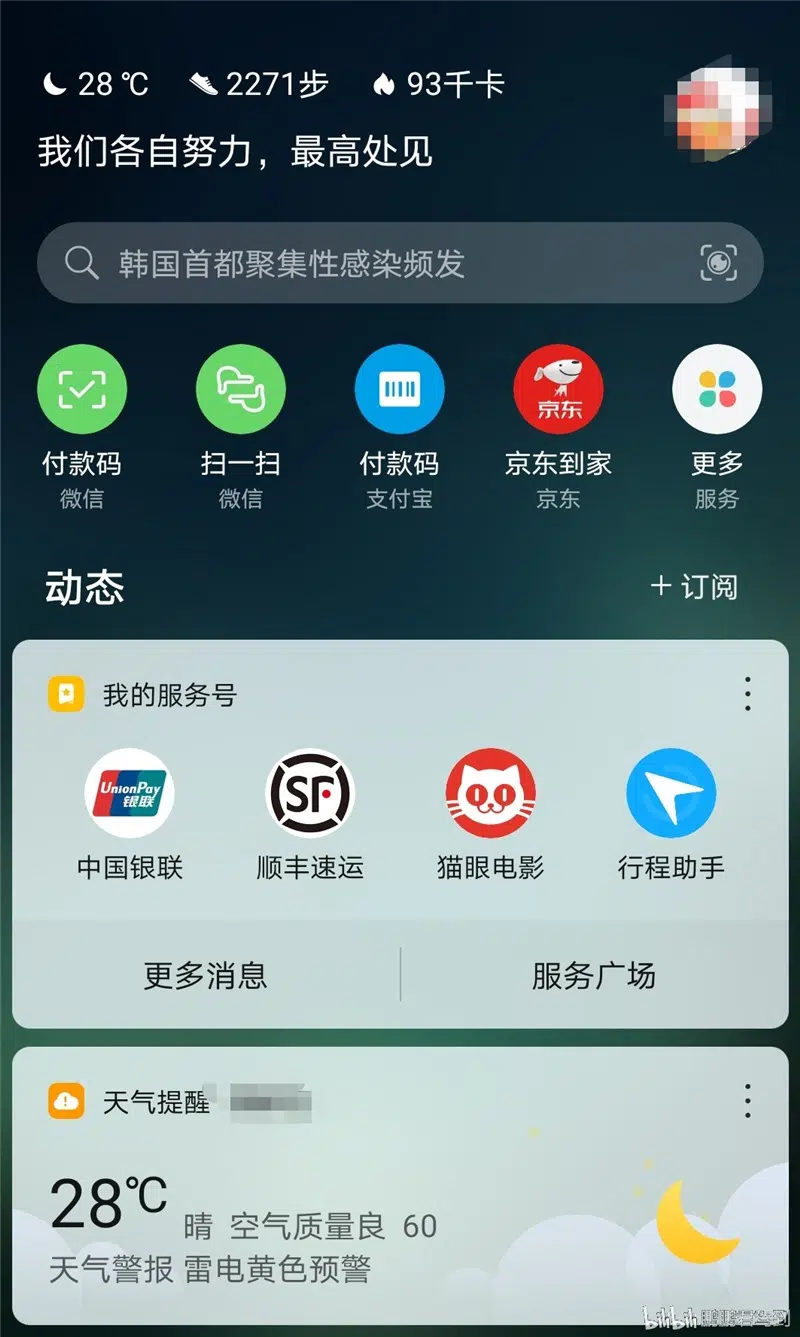 28 ℃ 2271步 93千卡
我们各自努力，最高处见
韩国首都聚集性感染频发
京东
付款码 扫一扫 付款码 京东到家 更多
微信 微信 支付宝 京东 服务
动态 + 订阅
我的服务号
UnionPay
银联
SF
中国银联 顺丰速运 猫眼电影 行程助手
更多消息 服务广场
天气提醒
28℃ 晴 空气质量良 60
天气警报 雷电黄色预警
bilibili